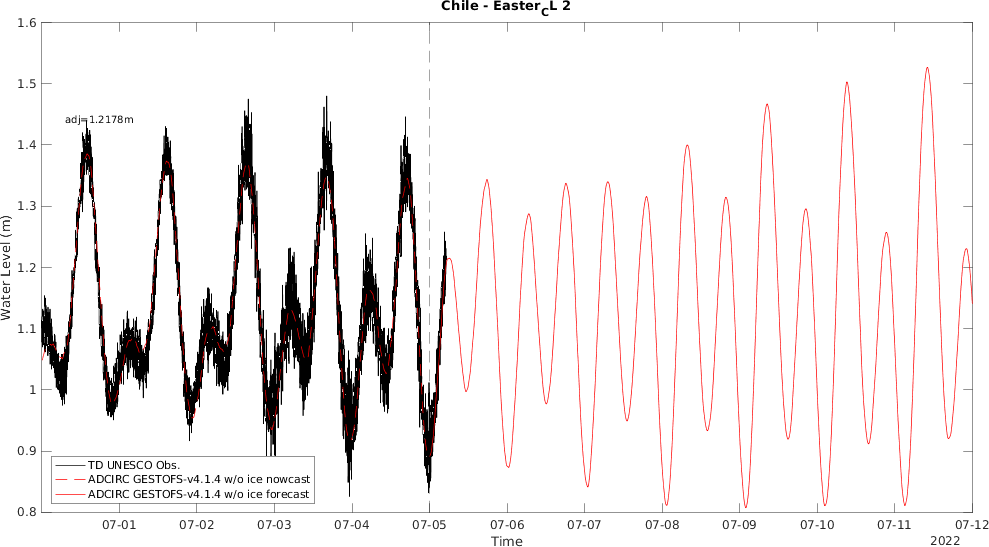 Chile - Easter_CL 2
1.6
1.5
1.4
1.3
1.2
1.1
1
0.9
0.8
Water Level (m)
adj=1.2178m
TD UNESCO Obs.
ADCIRC GESTOFS-v4.1.4 w/o ice nowcast
ADCIRC GESTOFS-v4.1.4 w/o ice forecast
07-01 07-02 07-03 07-04 07-05 07-06 07-07 07-08 07-09 07-10 07-11 07-12
Time
2022